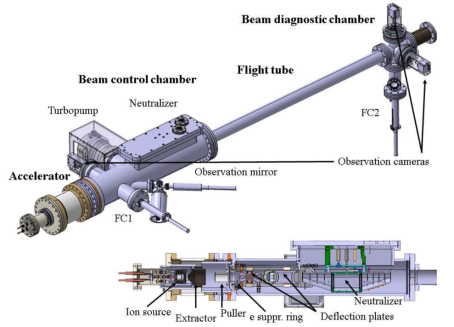 Beam diagnostic chamber
Flight tube
Beam control chamber
Neutralizer
Turbopump
FC2
Observation cameras
Observation mirror
Accelerator
FC1
Ion source
Extractor
Puller
e suppr. ring
Deflection plates
Neutralizer